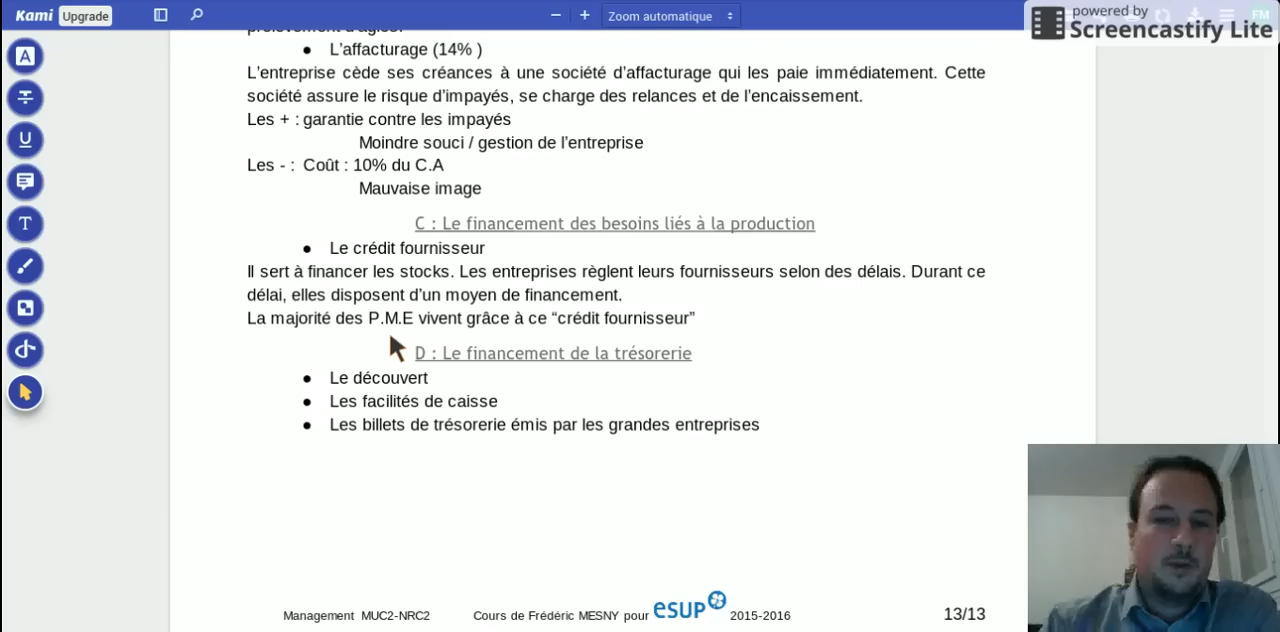 Kami Upgrade Zoom automatique powered by
Screencastify Lite
FM
● L'affacturage (14% )
L'entreprise cède ses créances à une société d'affacturage qui les paie immédiatement. Cette
société assure le risque d'impayés, se charge des relances et de l'encaissement.
Les + : garantie contre les impayés
Moindre souci / gestion de l'entreprise
Les - : Coût : 10% du C.A
Mauvaise image
C : Le financement des besoins liés à la production
● Le crédit fournisseur
Il sert à financer les stocks. Les entreprises règlent leurs fournisseurs selon des délais. Durant ce
délai, elles disposent d'un moyen de financement.
La majorité des P.M.E vivent grâce à ce “crédit fournisseur”
D : Le financement de la trésorerie
● Le découvert
● Les facilités de caisse
● Les billets de trésorerie émis par les grandes entreprises
Management MUC2-NRC2 Cours de Frédéric MESNY pour eSUP 2015-2016 13/13